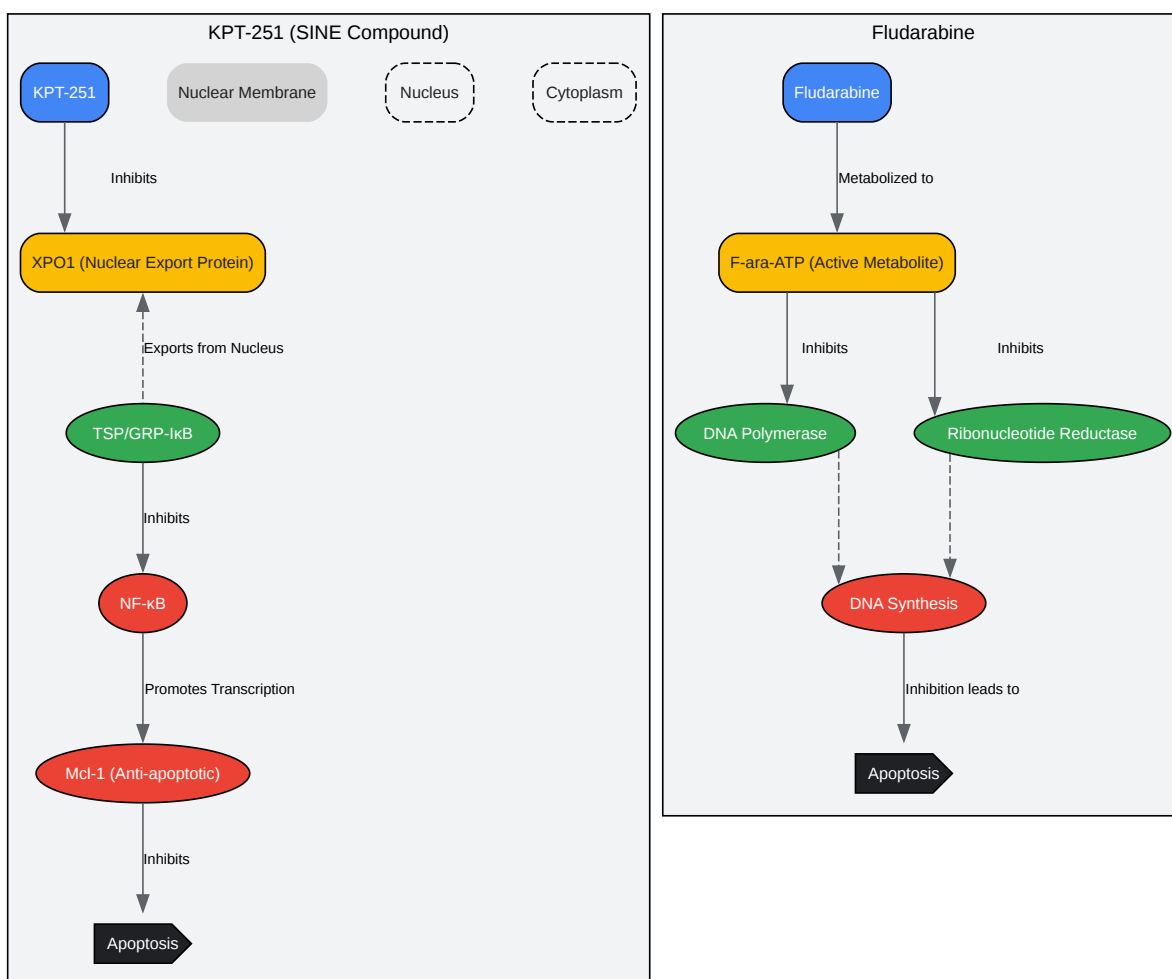 KPT-251 (SINE Compound)
KPT-251
Nuclear Membrane
Nucleus
Cytoplasm
Inhibits
XPO1 (Nuclear Export Protein)
Exports from Nucleus
TSP/GRP-IκB
Inhibits
NF-κB
Promotes Transcription
Mcl-1 (Anti-apoptotic)
Inhibits
Apoptosis
Fludarabine
Fludarabine
Metabolized to
F-ara-ATP (Active Metabolite)
Inhibits
Inhibits
DNA Polymerase
Ribonucleotide Reductase
DNA Synthesis
Inhibition leads to
Apoptosis